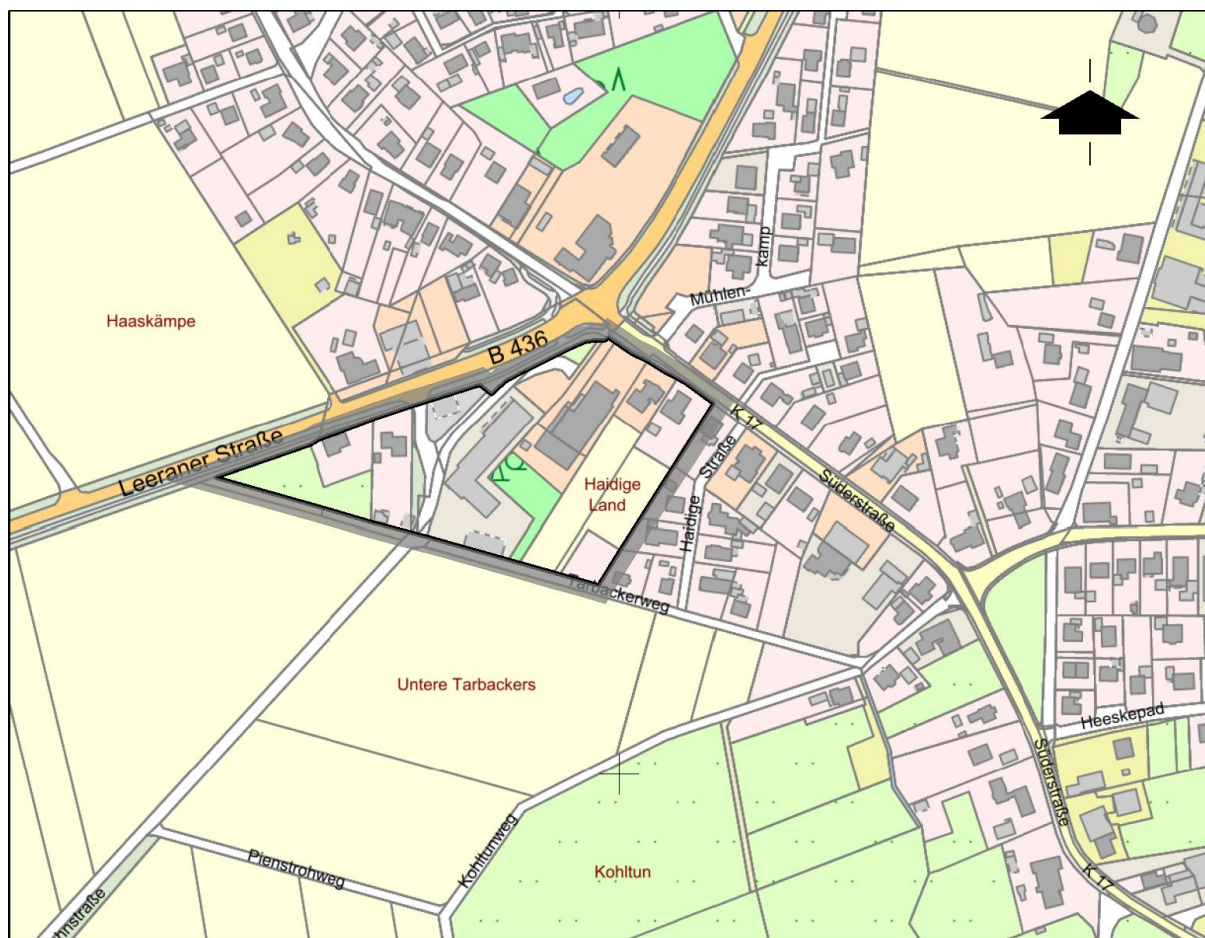 kamp
Mühlen-
Haaskämpe
B 436
Leeraner Straße
K 17
Haidige
Land
Haidige Straße
Süderstraße
Tarbackerweg
Untere Tarbackers
Heeskepad
Süderstraße
Kohltunweg
Pienstrohweg
Kohltun
K 17